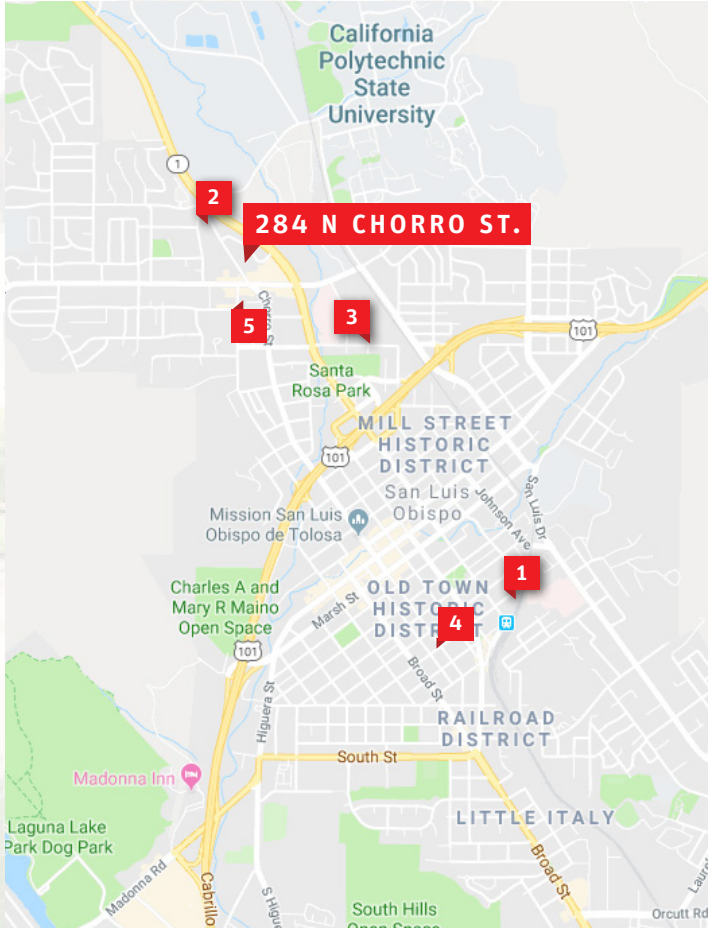 California
Polytechnic
State
University
1
2
284 N CHORRO ST.
5
Chorro St
3
101
Santa
Rosa Park
MILL STREET
HISTORIC
DISTRICT
101
San Luis
Obispo
Johnson Ave
San Luis Dr
Mission San Luis
Obispo de Tolosa
1
Charles A and
Mary R Maino
Open Space
OLD TOWN
HISTORIC
DISTRICT
Marsh St
4
101
Broad St
Higuera St
RAILROAD
DISTRICT
South St
Madonna Inn
LITTLE ITALY
Laguna Lake
Park Dog Park
Broad St
Madonna Rd
Cabrillo
S Higue
South Hills
Open Space
Laurel
Orcutt Rd